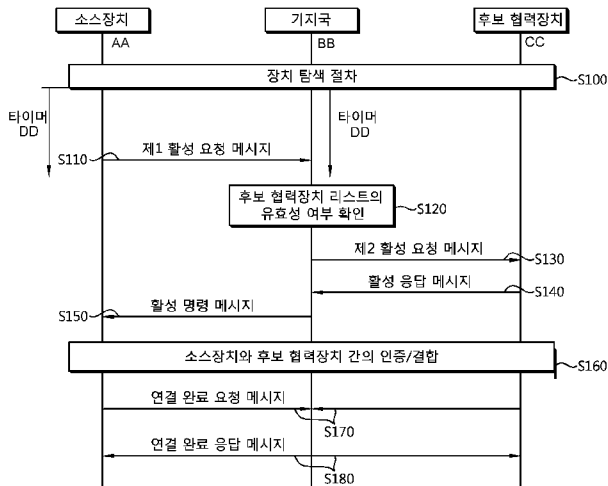 소스장치
기지국
후보 협력장치
AA
BB
CC
장치 탐색 절차
S100
타이머
DD
타이머
DD
제1 활성 요청 메시지
S110
후보 협력장치 리스트의
유효성 여부 확인
S120
제2 활성 요청 메시지
S130
활성 응답 메시지
S140
활성 명령 메시지
S150
소스장치와 후보 협력장치 간의 인증/결합
S160
연결 완료 요청 메시지
S170
연결 완료 응답 메시지
S180